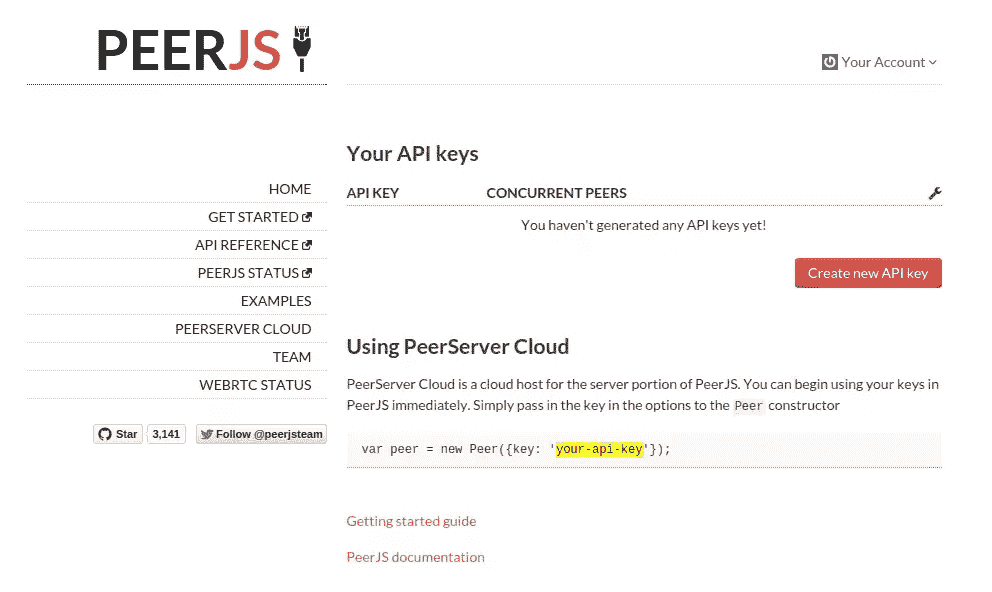 PEERJS
Your Account
HOME
GET STARTED
API REFERENCE
PEERJS STATUS
EXAMPLES
PEERSERVER CLOUD
TEAM
WEBRTC STATUS
Star 3,141 Follow @peerjsteam
Your API keys
API KEY CONCURRENT PEERS
You haven't generated any API keys yet!
Create new API key
Using PeerServer Cloud
PeerServer Cloud is a cloud host for the server portion of PeerJS. You can begin using your keys in
PeerJS immediately. Simply pass in the key in the options to the Peer constructor
var peer = new Peer({key: 'your-api-key'});
Getting started guide
PeerJS documentation